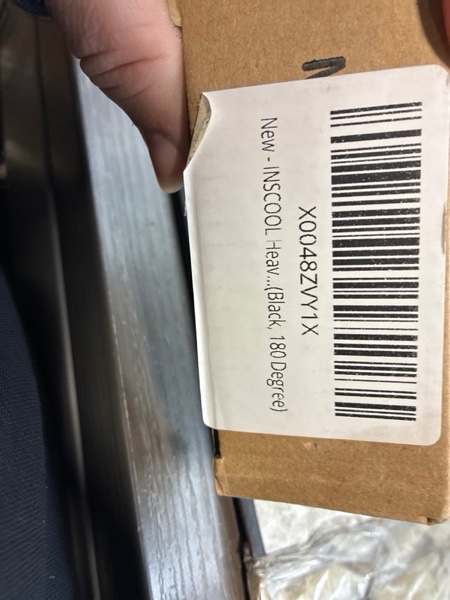 X0048ZVY1X
New - INSCOOL Heav...(Black, 180 Degree)